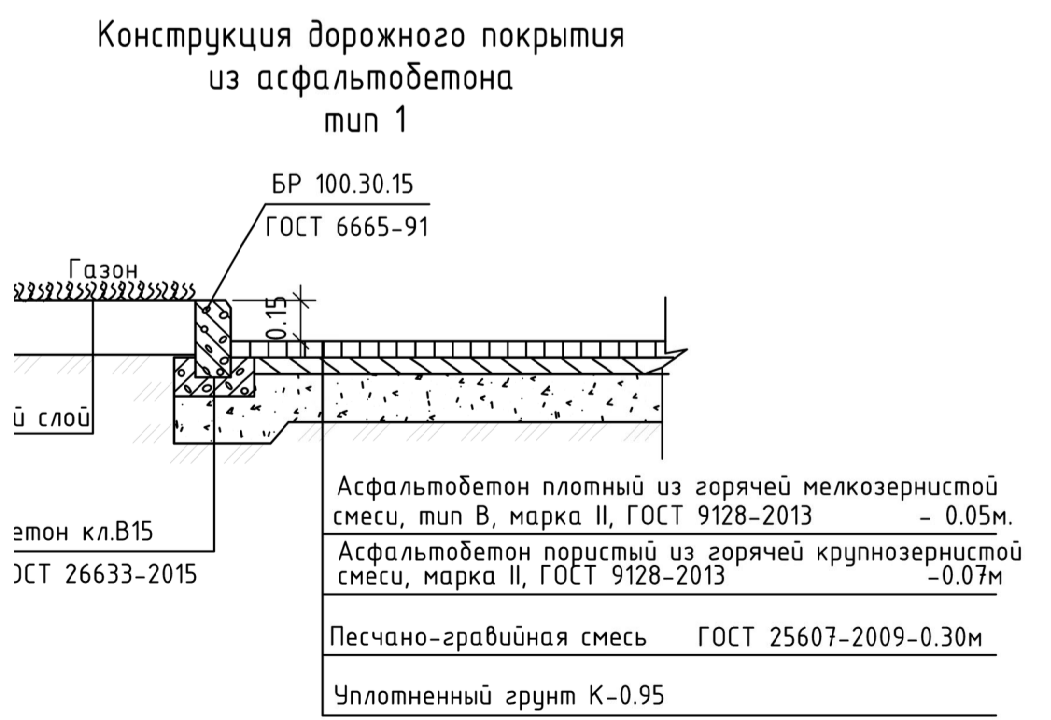 Конструкция дорожного покрытия
из асфальтобетона
тип 1
БР 100.30.15
ГОСТ 6665-91
Газон
0.15
й слой
етон кл.В15
ОСТ 26633-2015
Асфальтобетон плотный из горячей мелкозернистой
смеси, тип В, марка II, ГОСТ 9128-2013 - 0.05м.
Асфальтобетон пористый из горячей крупнозернистой
смеси, марка II, ГОСТ 9128-2013 -0.07м
Песчано-гравийная смесь ГОСТ 25607-2009-0.30м
Уплотненный грунт К-0.95